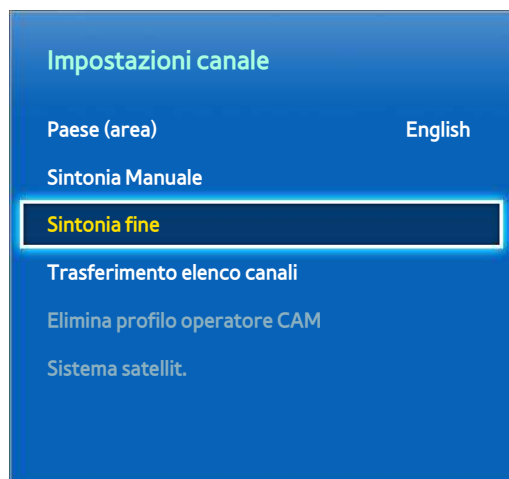 Impostazioni canale
Paese (area) English
Sintonia Manuale
Sintonia fine
Trasferimento elenco canali
Elimina profilo operatore CAM
Sistema satellit.